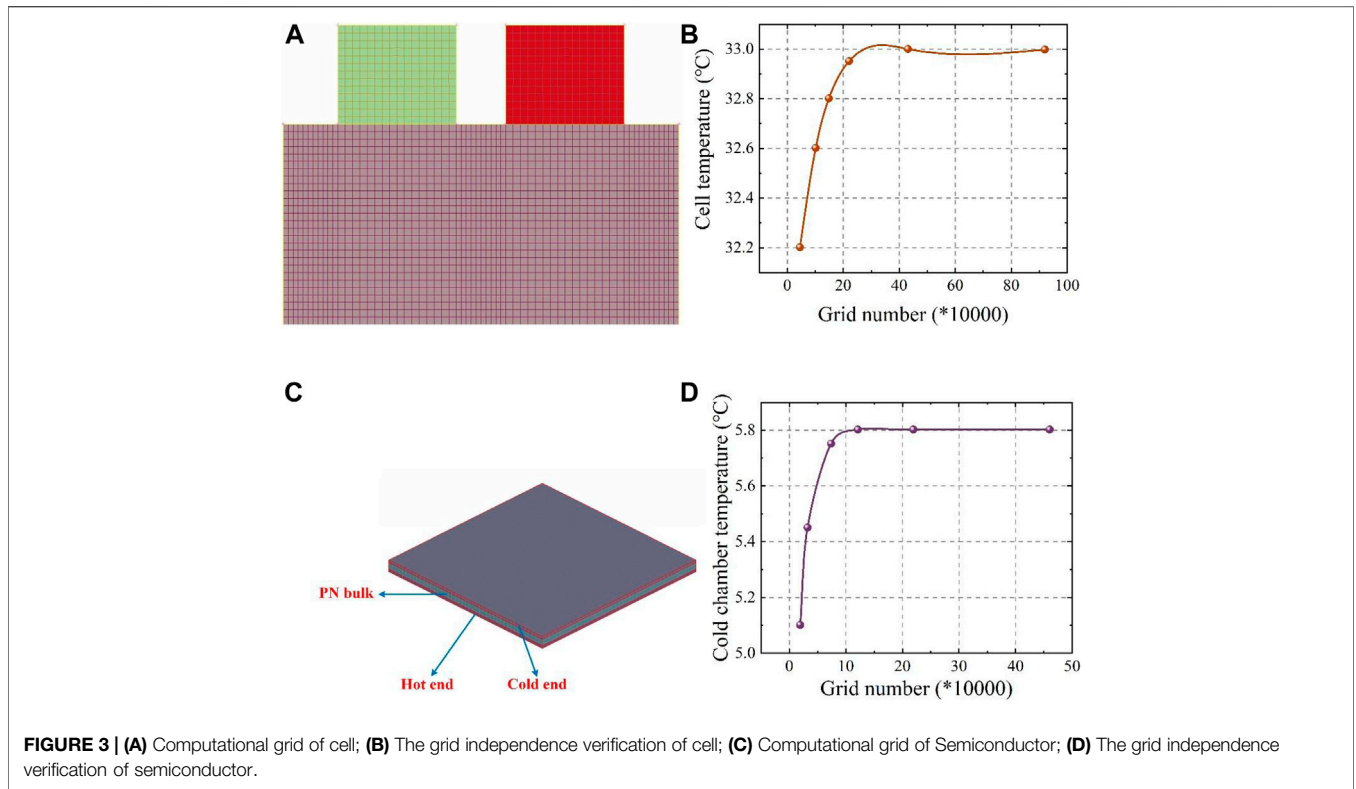 A
B
33.0
32.8
32.6
32.4
32.2
Cell temperature (°C)
0 20 40 60 80 100
Grid number (*10000)
C
PN bulk
Hot end
Cold end
D
5.8
5.6
5.4
5.2
5.0
Cold chamber temperature (°C)
0 10 20 30 40 50
Grid number (*10000)
FIGURE 3 | (A) Computational grid of cell; (B) The grid independence verification of cell; (C) Computational grid of Semiconductor; (D) The grid independence
verification of semiconductor.